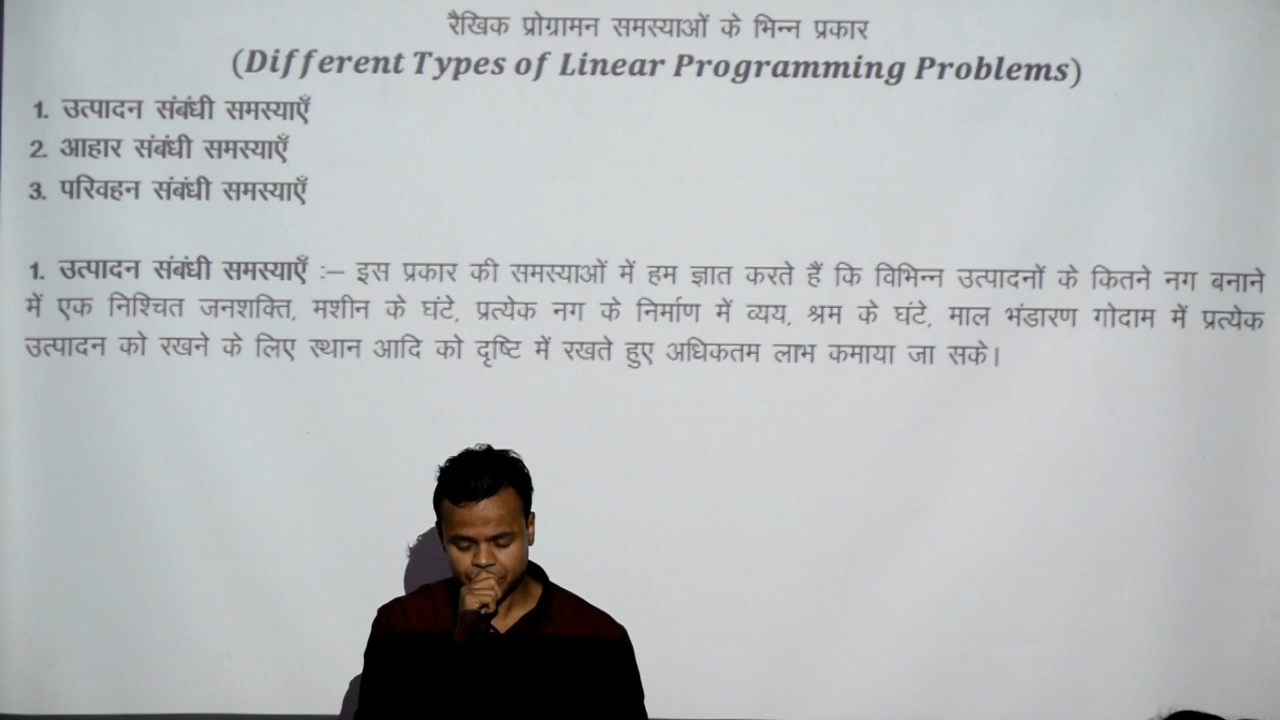 रैखिक प्रोग्रामन समस्याओं के भिन्न प्रकार
(Different Types of Linear Programming Problems)
1. उत्पादन संबंधी समस्याएँ
2. आहार संबंधी समस्याएँ
3. परिवहन संबंधी समस्याएँ
1. उत्पादन संबंधी समस्याएँ :– इस प्रकार की समस्याओं में हम ज्ञात करते हैं कि विभिन्न उत्पादनों के कितने नग बनाने
में एक निश्चित जनशक्ति, मशीन के घंटे, प्रत्येक नग के निर्माण में व्यय, श्रम के घंटे, माल भंडारण गोदाम में प्रत्येक
उत्पादन को रखने के लिए स्थान आदि को दृष्टि में रखते हुए अधिकतम लाभ कमाया जा सके।